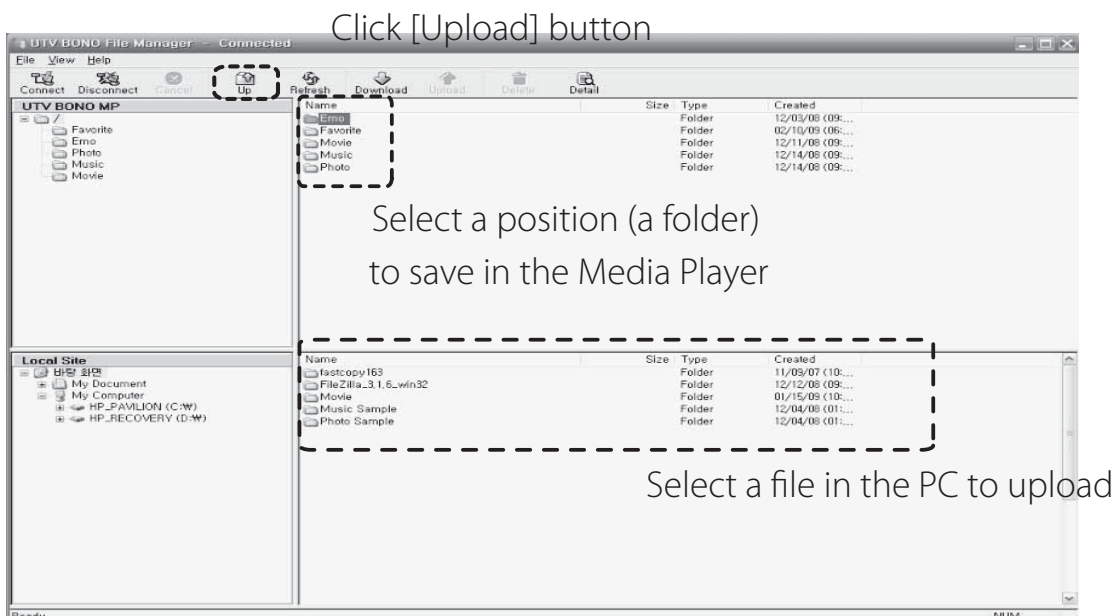 Click [Upload] button
UTV BONO File Manager - Connected
File View Help
Connect Disconnect Cancel Up Refresh Download Upload Delete Detail
UTV BONO MP
/
Favorite
Emo
Photo
Music
Movie
Name Size Type Created
Emo Folder 12/03/08 (09:...
Favorite Folder 02/10/09 (06:...
Movie Folder 12/11/08 (09:...
Music Folder 12/14/08 (09:...
Photo Folder 12/14/08 (09:...
Select a position (a folder)
to save in the Media Player
Local Site
바탕 화면
My Document
My Computer
HP_PAVILION (C:₩)
HP_RECOVERY (D:₩)
Name Size Type Created
fastcopy163 Folder 11/09/07 (10:...
FileZilla_3,1,6_win32 Folder 12/12/08 (09:...
Movie Folder 01/15/09 (10:...
Music Sample Folder 12/04/08 (01:...
Photo Sample Folder 12/04/08 (01:...
Select a file in the PC to upload
Ready NUM